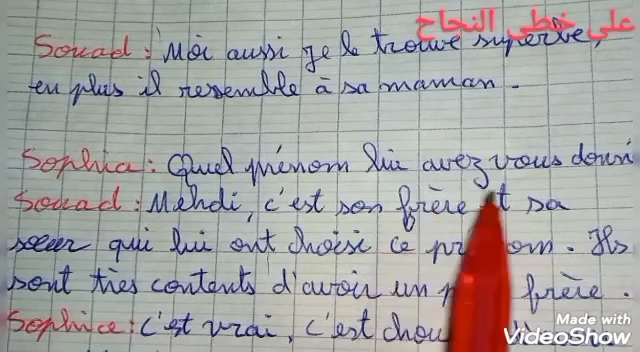 على خطى النجاح
Souad : Moi aussi je le trouve superbe,
en plus il ressemble à sa maman.
Sophia : Quel prénom lui avez vous donné
Souad : Mehdi, c'est son frère et sa
sœur qui lui ont choisi ce prénom. Ils
sont très contents d'avoir un frère.
Sophia : C'est vrai, c'est
Made with
VideoShow